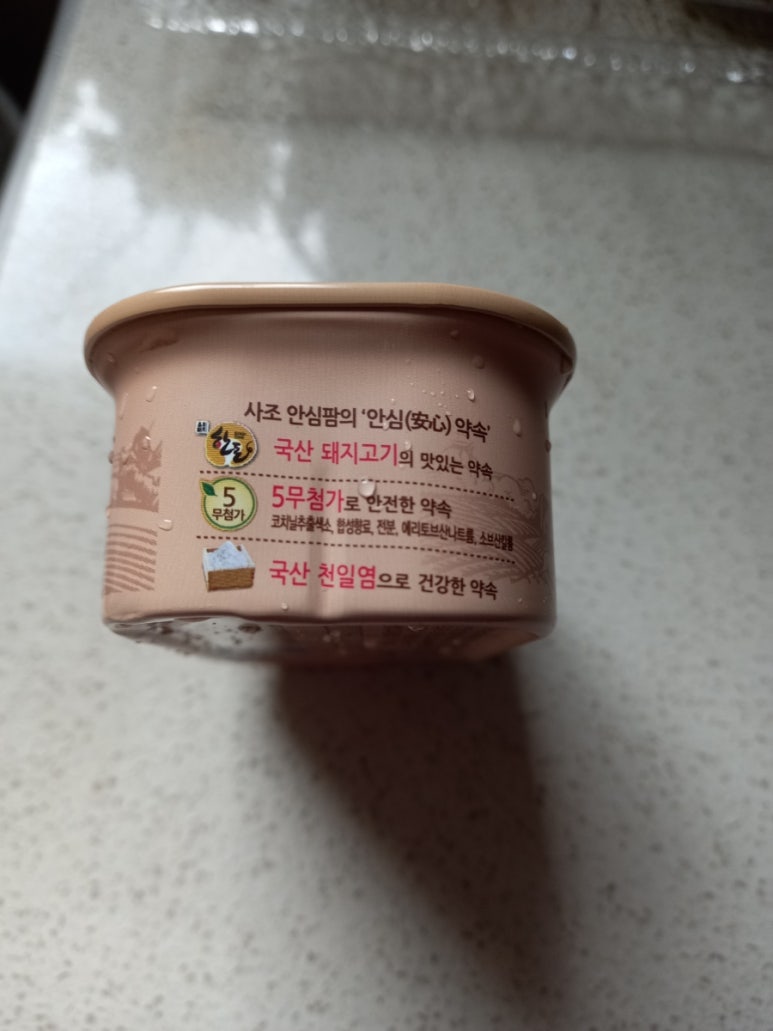 사조 안심팜의 '안심(安心) 약속'
한돈
국산 돼지고기의 맛있는 약속
5
무첨가
5무첨가로 안전한 약속
코치닐추출색소, 합성향료, 전분, 에리토브산나트륨, 소브산칼륨
국산 천일염으로 건강한 약속